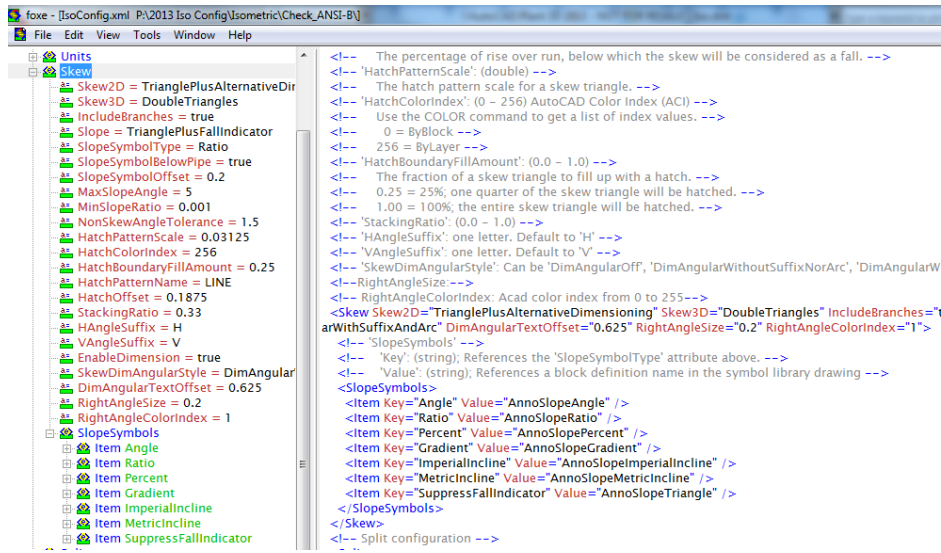 foxe - [IsoConfig.xml P:\2013 Iso Config\Isometric\Check_ANSI-B\]
File Edit View Tools Window Help
Units
Skew
Skew2D = TrianglePlusAlternativeDir
Skew3D = DoubleTriangles
IncludeBranches = true
Slope = TrianglePlusFallIndicator
SlopeSymbolType = Ratio
SlopeSymbolBelowPipe = true
SlopeSymbolOffset = 0.2
MaxSlopeAngle = 5
MinSlopeRatio = 0.001
NonSkewAngleTolerance = 1.5
HatchPatternScale = 0.03125
HatchColorIndex = 256
HatchBoundaryFillAmount = 0.25
HatchPatternName = LINE
HatchOffset = 0.1875
StackingRatio = 0.33
HAngleSuffix = H
VAngleSuffix = V
EnableDimension = true
SkewDimAngularStyle = DimAngular
DimAngularTextOffset = 0.625
RightAngleSize = 0.2
RightAngleColorIndex = 1
SlopeSymbols
Item Angle
Item Ratio
Item Percent
Item Gradient
Item ImperialIncline
Item MetricIncline
Item SuppressFallIndicator
<!-- The percentage of rise over run, below which the skew will be considered as a fall. -->
<!-- 'HatchPatternScale': (double) -->
<!-- The hatch pattern scale for a skew triangle. -->
<!-- 'HatchColorIndex': (0 - 256) AutoCAD Color Index (ACI) -->
<!-- Use the COLOR command to get a list of index values. -->
<!-- 0 = ByBlock -->
<!-- 256 = ByLayer -->
<!-- 'HatchBoundaryFillAmount': (0.0 - 1.0) -->
<!-- The fraction of a skew triangle to fill up with a hatch. -->
<!-- 0.25 = 25%; one quarter of the skew triangle will be hatched. -->
<!-- 1.00 = 100%; the entire skew triangle will be hatched. -->
<!-- 'StackingRatio': (0.0 - 1.0) -->
<!-- 'HAngleSuffix': one letter. Default to 'H' -->
<!-- 'VAngleSuffix': one letter. Default to 'V' -->
<!-- 'SkewDimAngularStyle': Can be 'DimAngularOff', 'DimAngularWithoutSuffixNorArc', 'DimAngularW
<!--RightAngleSize:-->
<!-- RightAngleColorIndex: Acad color index from 0 to 255-->
<Skew Skew2D="TrianglePlusAlternativeDimensioning" Skew3D="DoubleTriangles" IncludeBranches="t
arWithSuffixAndArc" DimAngularTextOffset="0.625" RightAngleSize="0.2" RightAngleColorIndex="1">
<!-- 'SlopeSymbols' -->
<!-- 'Key': (string); References the 'SlopeSymbolType' attribute above. -->
<!-- 'Value': (string); References a block definition name in the symbol library drawing -->
<SlopeSymbols>
<Item Key="Angle" Value="AnnoSlopeAngle" />
<Item Key="Ratio" Value="AnnoSlopeRatio" />
<Item Key="Percent" Value="AnnoSlopePercent" />
<Item Key="Gradient" Value="AnnoSlopeGradient" />
<Item Key="ImperialIncline" Value="AnnoSlopeImperialIncline" />
<Item Key="MetricIncline" Value="AnnoSlopeMetricIncline" />
<Item Key="SuppressFallIndicator" Value="AnnoSlopeTriangle" />
</SlopeSymbols>
</Skew>
<!-- Split configuration -->